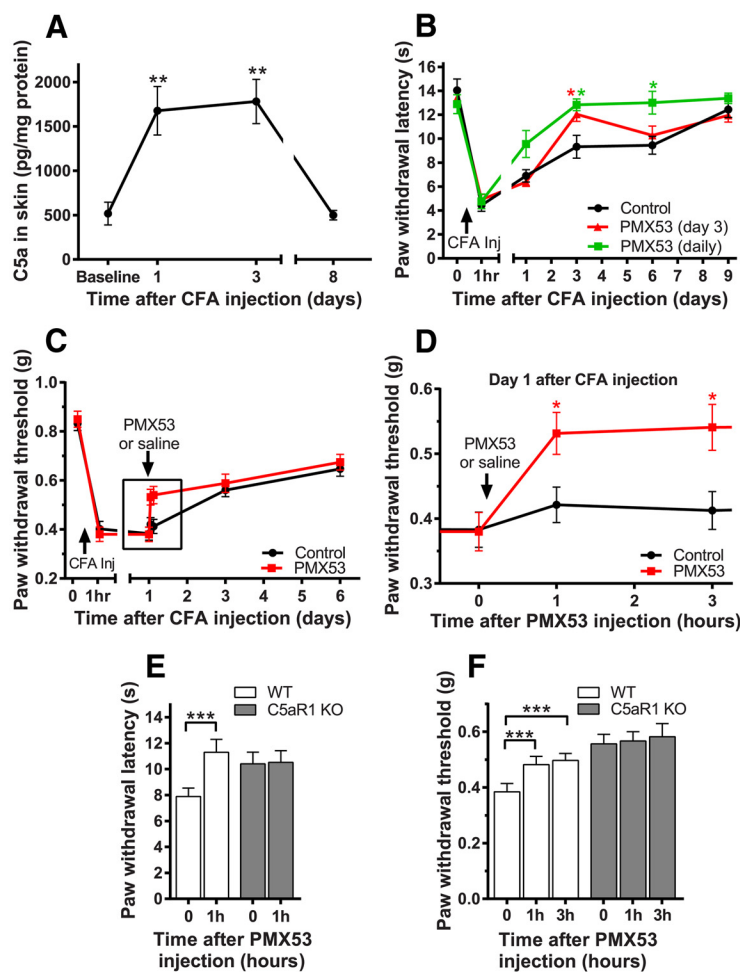 A
C5a in skin (pg/mg protein)
2000
1500
1000
500
0
** **
Baseline 1 3 8
Time after CFA injection (days)
B
Paw withdrawal latency (s)
16
14
12
10
8
6
4
2
0
* * *
CFA Inj
Control
PMX53 (day 3)
PMX53 (daily)
0 1hr 1 2 3 4 5 6 7 8 9
Time after CFA injection (days)
C
Paw withdrawal threshold (g)
1.0
0.8
0.6
0.4
0.2
PMX53
or saline
CFA Inj
Control
PMX53
0 1hr 1 2 3 4 5 6
Time after CFA injection (days)
D
Paw withdrawal threshold (g)
Day 1 after CFA injection
0.6
0.5
0.4
0.3
PMX53
or saline
* *
Control
PMX53
0 1 2 3
Time after PMX53 injection (hours)
E
Paw withdrawal latency (s)
WT
C5aR1 KO
14
12
10
8
6
4
2
0
***
0 1h 0 1h
Time after PMX53
injection (hours)
F
Paw withdrawal threshold (g)
WT
C5aR1 KO
0.6
0.4
0.2
0.0
***
***
0 1h 3h 0 1h 3h
Time after PMX53
injection (hours)